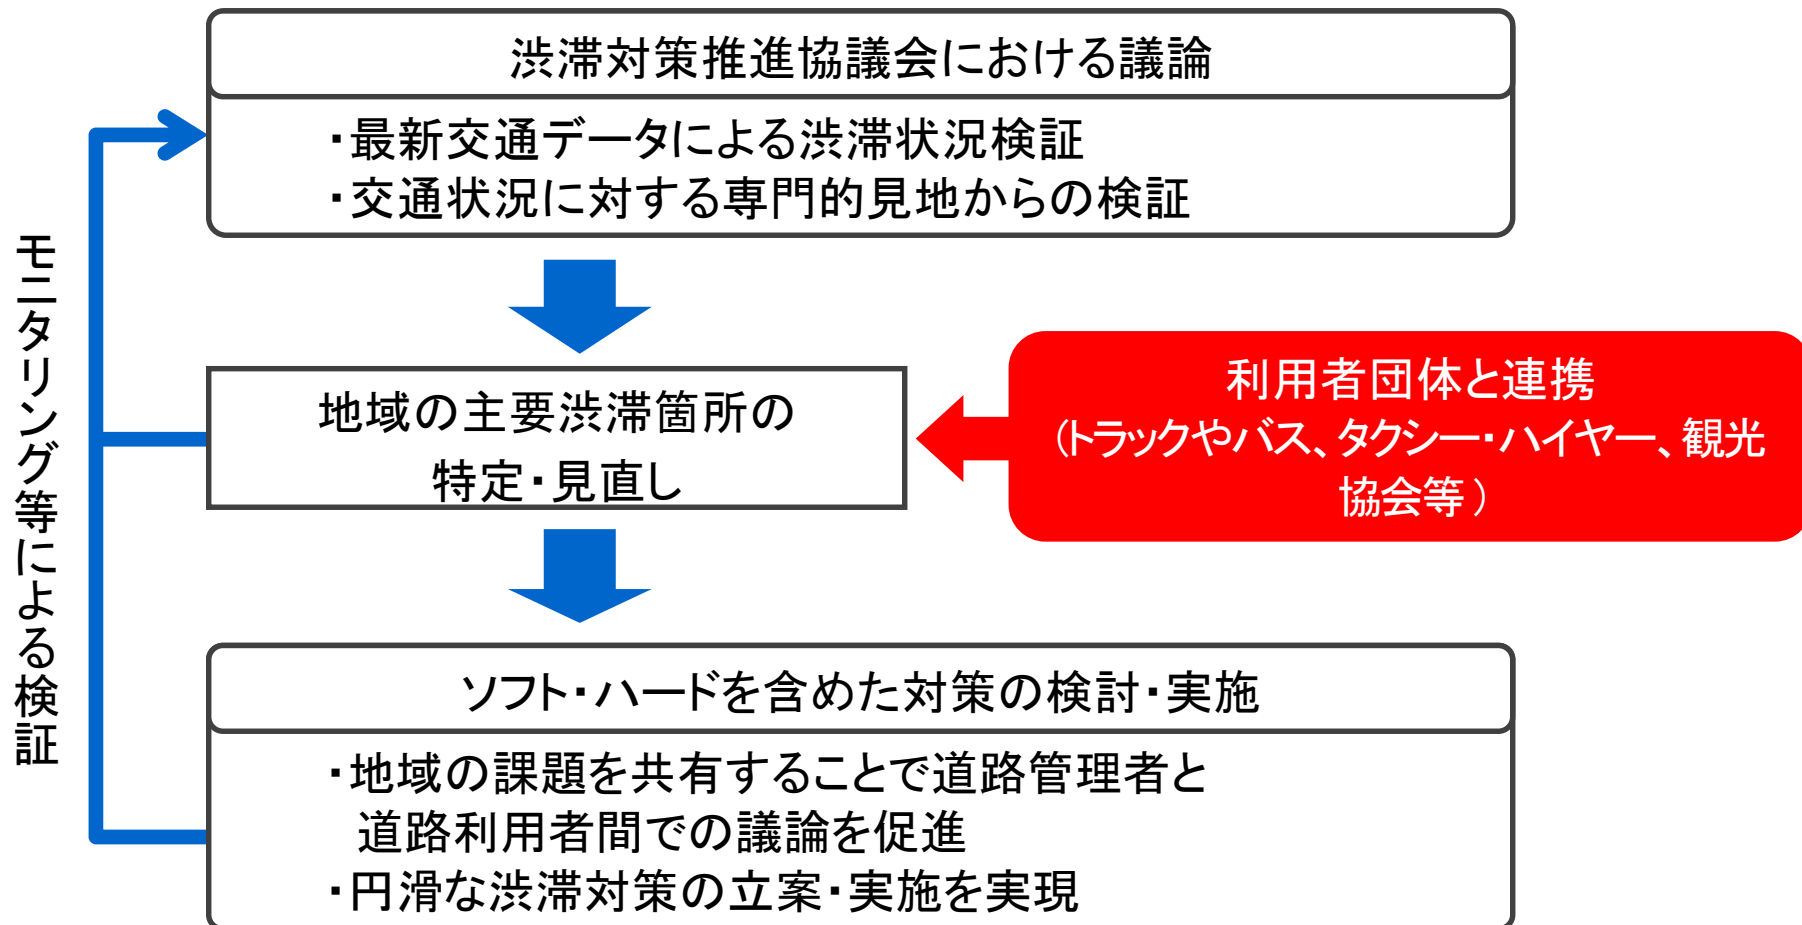 渋滞対策推進協議会における議論
・最新交通データによる渋滞状況検証
・交通状況に対する専門的見地からの検証
モニタリング等による検証
地域の主要渋滞箇所の
特定・見直し
利用者団体と連携
（トラックやバス、タクシー・ハイヤー、観光
協会等）
ソフト・ハードを含めた対策の検討・実施
・地域の課題を共有することで道路管理者と
道路利用者間での議論を促進
・円滑な渋滞対策の立案・実施を実現